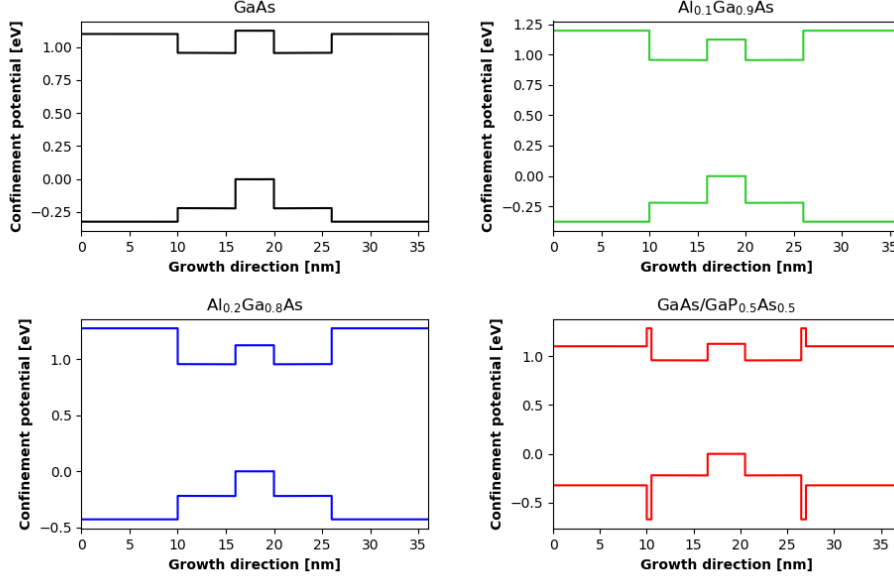 GaAs
Confinement potential [eV]
1.00
0.75
0.50
0.25
0.00
−0.25
0 5 10 15 20 25 30 35
Growth direction [nm]
Al₀.₁Ga₀.₉As
Confinement potential [eV]
1.25
1.00
0.75
0.50
0.25
0.00
−0.25
0 5 10 15 20 25 30 35
Growth direction [nm]
Al₀.₂Ga₀.₈As
Confinement potential [eV]
1.0
0.5
0.0
−0.5
0 5 10 15 20 25 30 35
Growth direction [nm]
GaAs/GaP₀.₅As₀.₅
Confinement potential [eV]
1.0
0.5
0.0
−0.5
0 5 10 15 20 25 30 35
Growth direction [nm]